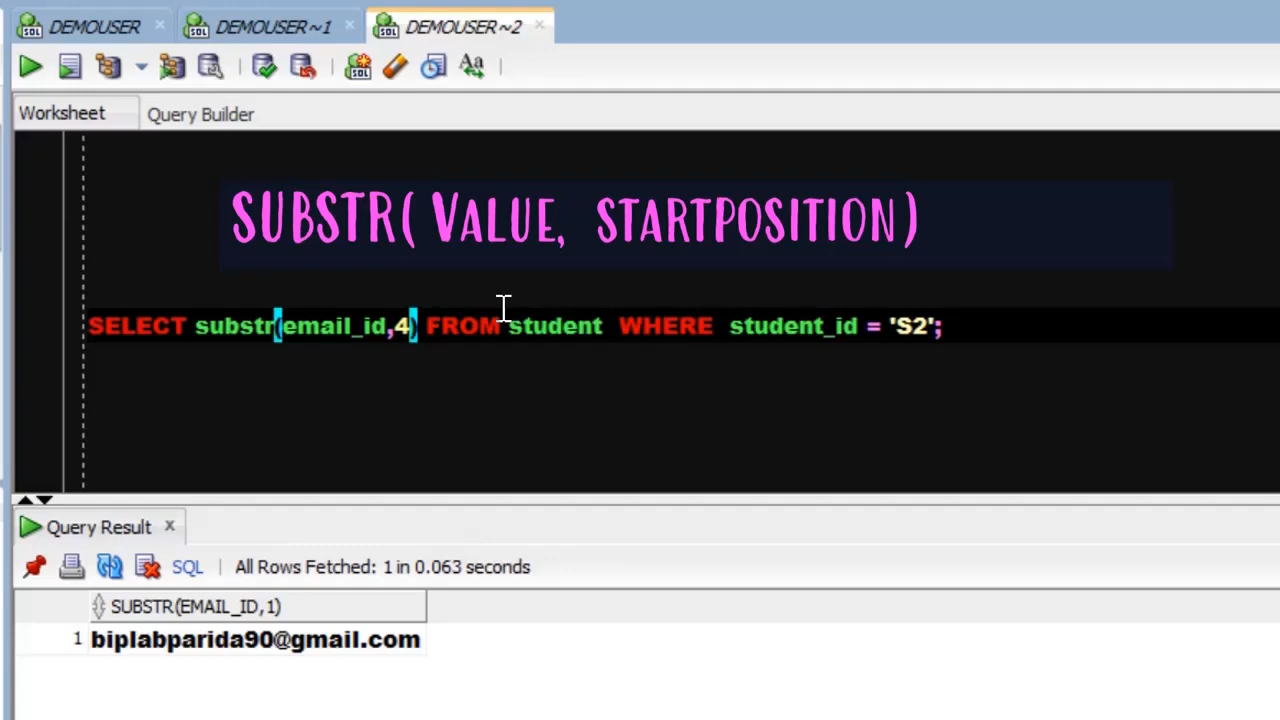 DEMOUSER DEMOUSER~1 DEMOUSER~2
Worksheet Query Builder
SUBSTR( VALUE, STARTPOSITION)
SELECT substr(email_id,4) FROM student WHERE student_id = 'S2';
Query Result x
SQL | All Rows Fetched: 1 in 0.063 seconds
SUBSTR(EMAIL_ID,1)
1 biplabparida90@gmail.com